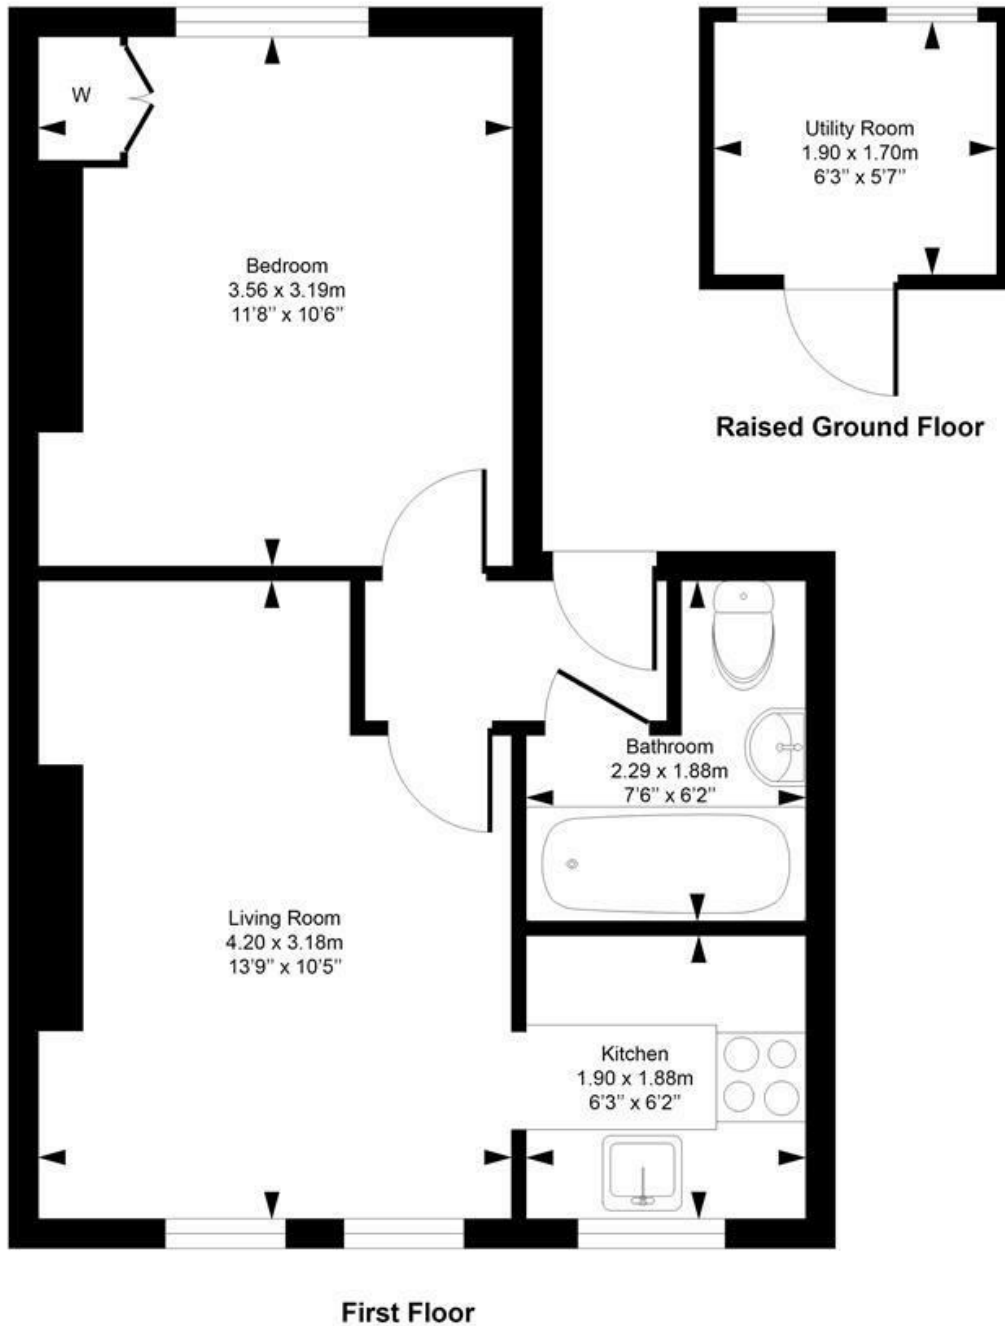 W
Bedroom
3.56 x 3.19m
11'8" x 10'6"
Utility Room
1.90 x 1.70m
6'3" x 5'7"
Raised Ground Floor
Bathroom
2.29 x 1.88m
7'6" x 6'2"
Living Room
4.20 x 3.18m
13'9" x 10'5"
Kitchen
1.90 x 1.88m
6'3" x 6'2"
First Floor